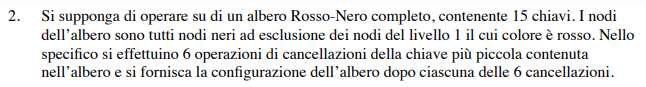 2. Si supponga di operare su di un albero Rosso-Nero completo, contenente 15 chiavi. I nodi
dell'albero sono tutti nodi neri ad esclusione dei nodi del livello 1 il cui colore è rosso. Nello
specifico si effettuino 6 operazioni di cancellazioni della chiave più piccola contenuta
nell'albero e si fornisca la configurazione dell'albero dopo ciascuna delle 6 cancellazioni.